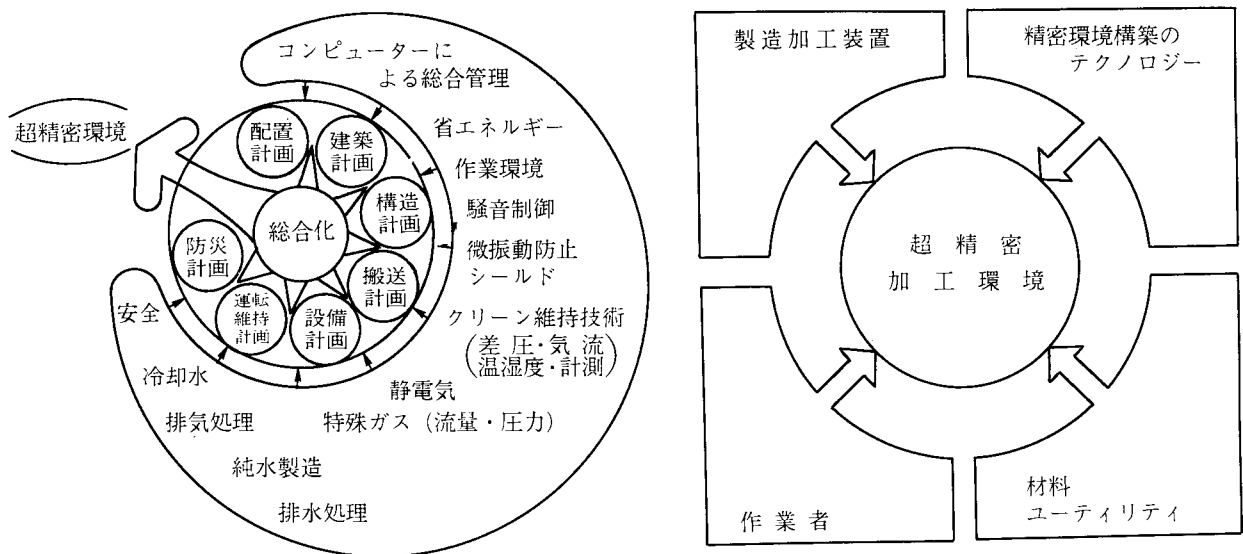 コンピューターに
よる総合管理
省エネルギー
作業環境
騒音制御
微振動防止
シールド
クリーン維持技術
(差圧・気流
温湿度・計測)
静電気
特殊ガス(流量・圧力)
安全
冷却水
排気処理
純水製造
排水処理
超精密環境
配置
計画
建築
計画
構造
計画
搬送
計画
設備
計画
運転
維持
計画
防災
計画
総合化
製造加工装置
精密環境構築の
テクノロジー
超精密
加工環境
作業者
材料
ユーティリティ